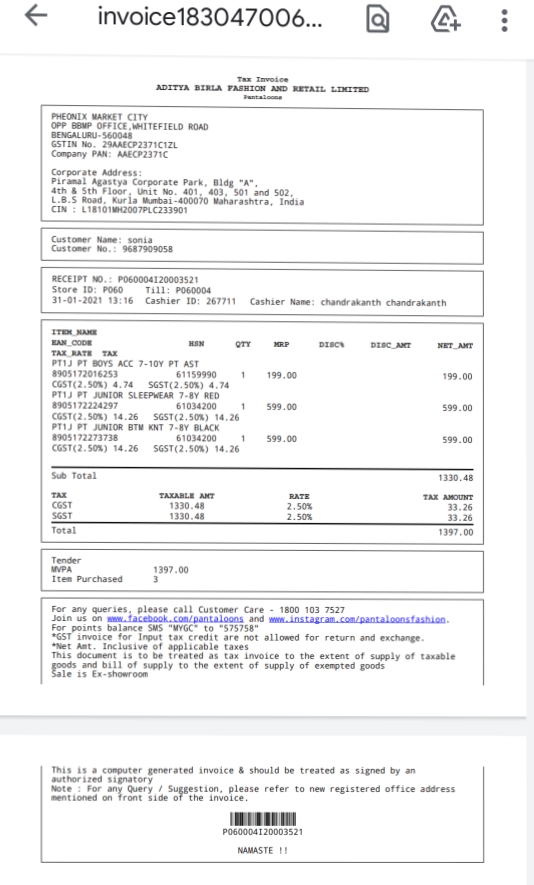 invoice183047006...
Tax Invoice
ADITYA BIRLA FASHION AND RETAIL LIMITED
Pantaloons
PHEONIX MARKET CITY
OPP BBMP OFFICE,WHITEFIELD ROAD
BENGALURU-560048
GSTIN No. 29AAECP2371C1ZL
Company PAN: AAECP2371C
Corporate Address:
Piramal Agastya Corporate Park, Bldg "A",
4th & 5th Floor, Unit No. 401, 403, 501 and 502,
L.B.S Road, Kurla Mumbai-400070 Maharashtra, India
CIN : L18101MH2007PLC233901
Customer Name: sonia
Customer No.: 9687909058
RECEIPT NO.: P060004I20003521
Store ID: P060 Till: P060004
31-01-2021 13:16 Cashier ID: 267711 Cashier Name: chandrakanth chandrakanth
ITEM_NAME
EAN_CODE HSN QTY MRP DISC% DISC_AMT NET_AMT
TAX_RATE TAX
PT1J PT BOYS ACC 7-10Y PT AST
8905172016253 61159990 1 199.00 199.00
CGST(2.50%) 4.74 SGST(2.50%) 4.74
PT1J PT JUNIOR SLEEPWEAR 7-8Y RED
8905172224297 61034200 1 599.00 599.00
CGST(2.50%) 14.26 SGST(2.50%) 14.26
PT1J PT JUNIOR BTM KNT 7-8Y BLACK
8905172273738 61034200 1 599.00 599.00
CGST(2.50%) 14.26 SGST(2.50%) 14.26
Sub Total 1330.48
TAX TAXABLE AMT RATE TAX AMOUNT
CGST 1330.48 2.50% 33.26
SGST 1330.48 2.50% 33.26
Total 1397.00
Tender
MVPA 1397.00
Item Purchased 3
For any queries, please call Customer Care - 1800 103 7527
Join us on www.facebook.com/pantaloons and www.instagram.com/pantaloonsfashion.
For points balance SMS "MYGC" to "575758"
*GST invoice for Input tax credit are not allowed for return and exchange.
*Net Amt. Inclusive of applicable taxes
This document is to be treated as tax invoice to the extent of supply of taxable
goods and bill of supply to the extent of supply of exempted goods
Sale is Ex-showroom
This is a computer generated invoice & should be treated as signed by an
authorized signatory
Note : For any Query / Suggestion, please refer to new registered office address
mentioned on front side of the invoice.
P060004I20003521
NAMASTE !!